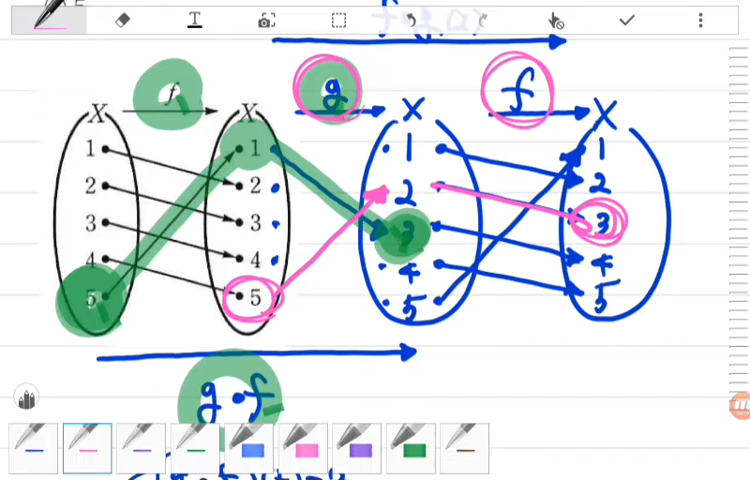 T
f g f
X X X X
1 1 1 1
2 2 2 2
3 3 3 3
4 4 4 4
5 5 5 5
g∘f